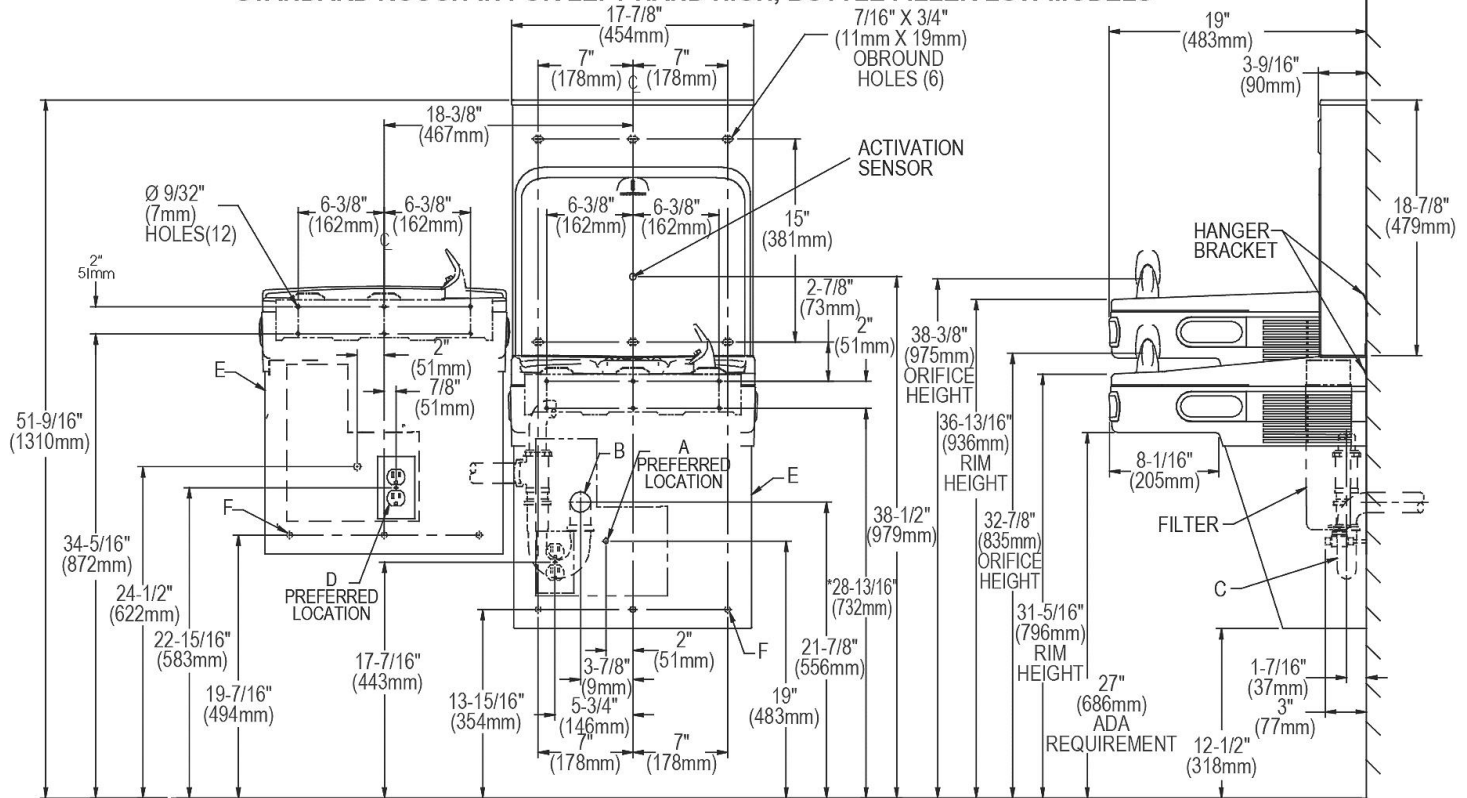 17-7/8"
(454mm)
7"
(178mm)
7"
(178mm)
℄
7/16" X 3/4"
(11mm X 19mm)
OBROUND
HOLES (6)
19"
(483mm)
3-9/16"
(90mm)
18-3/8"
(467mm)
ACTIVATION
SENSOR
Ø 9/32"
(7mm)
HOLES(12)
6-3/8"
(162mm)
6-3/8"
(162mm)
℄
6-3/8"
(162mm)
6-3/8"
(162mm)
15"
(381mm)
18-7/8"
(479mm)
HANGER
BRACKET
2"
51mm
2-7/8"
(73mm)
2"
(51mm)
38-3/8"
(975mm)
ORIFICE
HEIGHT
2"
(51mm)
7/8"
(51mm)
E
51-9/16"
(1310mm)
36-13/16"
(936mm)
RIM
HEIGHT
B
A
PREFERRED
LOCATION
E
8-1/16"
(205mm)
F
38-1/2"
(979mm)
32-7/8"
(835mm)
ORIFICE
HEIGHT
FILTER
34-5/16"
(872mm)
D
PREFERRED
LOCATION
24-1/2"
(622mm)
*28-13/16"
(732mm)
C
31-5/16"
(796mm)
RIM
HEIGHT
22-15/16"
(583mm)
17-7/16"
(443mm)
2"
(51mm)
F
21-7/8"
(556mm)
3-7/8"
(9mm)
1-7/16"
(37mm)
19-7/16"
(494mm)
13-15/16"
(354mm)
5-3/4"
(146mm)
19"
(483mm)
27"
(686mm)
ADA
REQUIREMENT
3"
(77mm)
7"
(178mm)
7"
(178mm)
12-1/2"
(318mm)